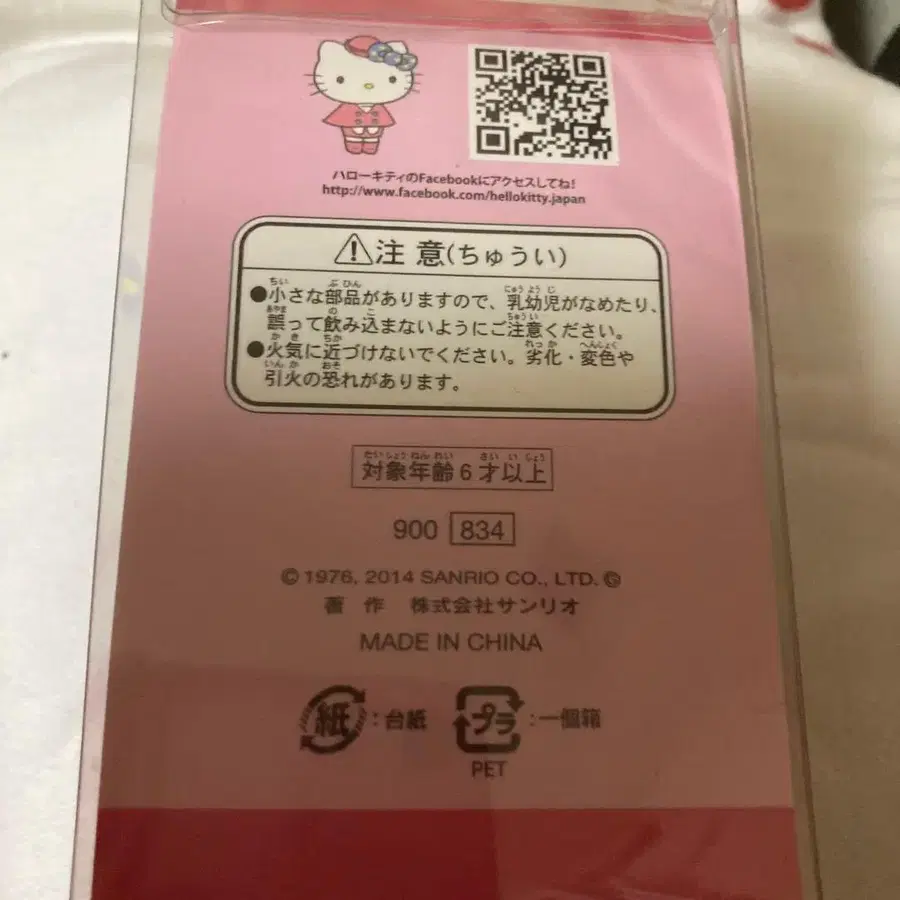 ハローキティのFacebookにアクセスしてね!
http://www.facebook.com/hellokitty.japan
⚠注 意(ちゅうい)
●小さな部品がありますので、乳幼児がなめたり、
誤って飲み込まないようにご注意ください。
●火気に近づけないでください。劣化・変色や
引火の恐れがあります。
対象年齢6才以上
900 834
©1976, 2014 SANRIO CO., LTD. Ⓖ
著 作 株式会社サンリオ
MADE IN CHINA
紙:台紙 プラ:一個箱
PET